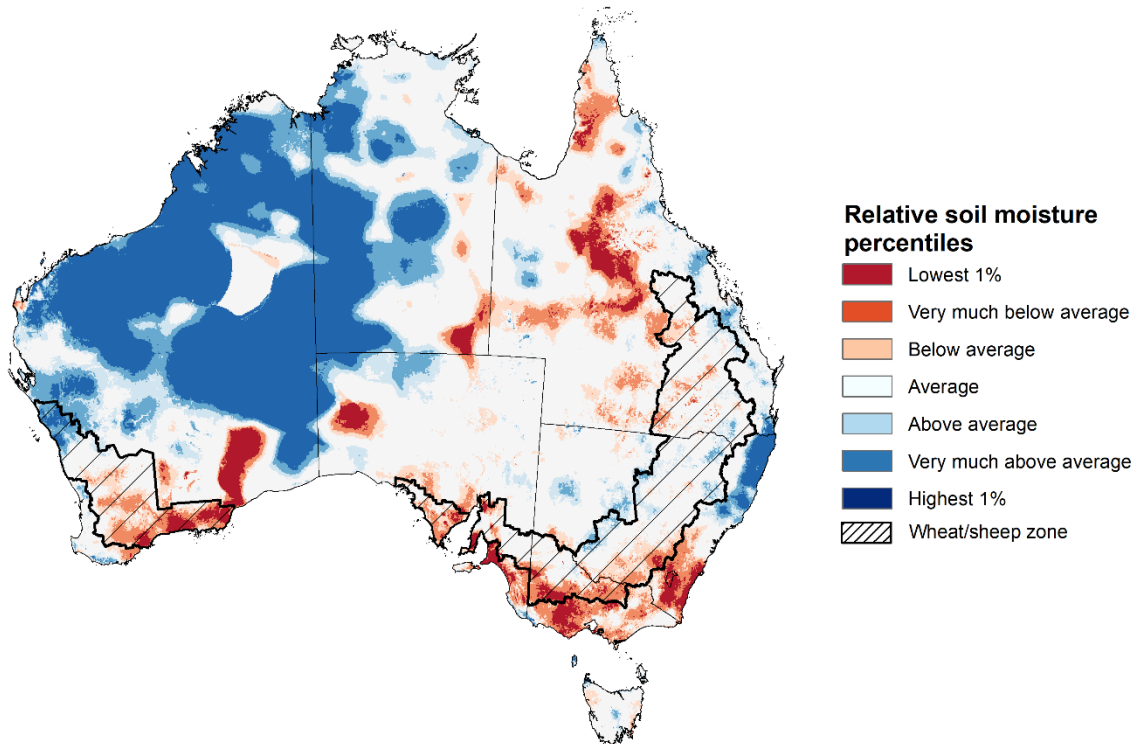 Relative soil moisture
percentiles
Lowest 1%
Very much below average
Below average
Average
Above average
Very much above average
Highest 1%
Wheat/sheep zone